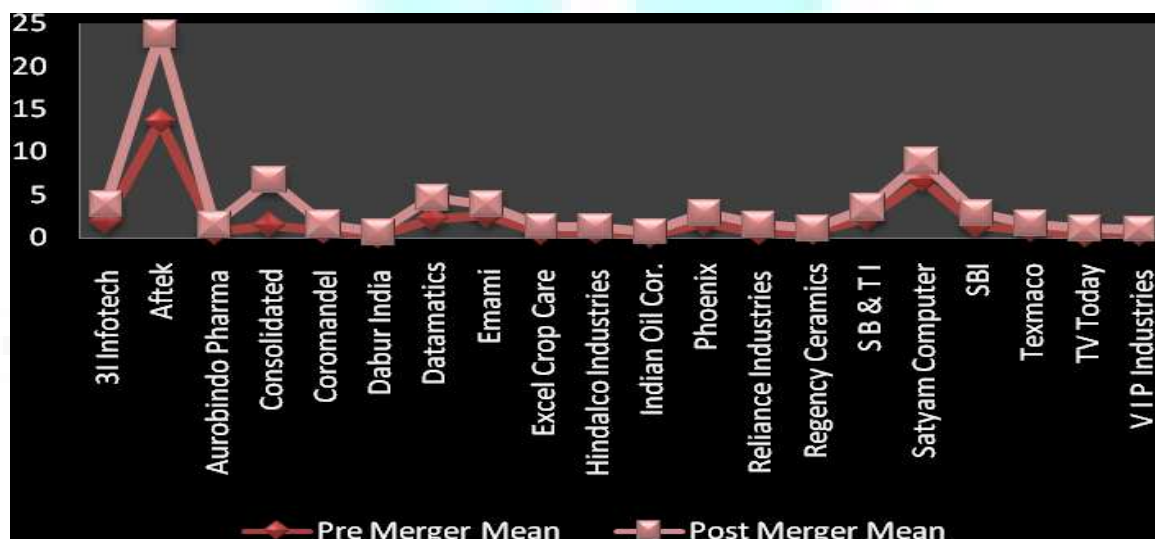 25
20
15
10
5
0
3I Infotech
Aftek
Aurobindo Pharma
Consolidated
Coromandel
Dabur India
Datamatics
Emami
Excel Crop Care
Hindalco Industries
Indian Oil Cor.
Phoenix
Reliance Industries
Regency Ceramics
S B & T I
Satyam Computer
SBI
Texmaco
TV Today
V I P Industries
Pre Merger Mean Post Merger Mean